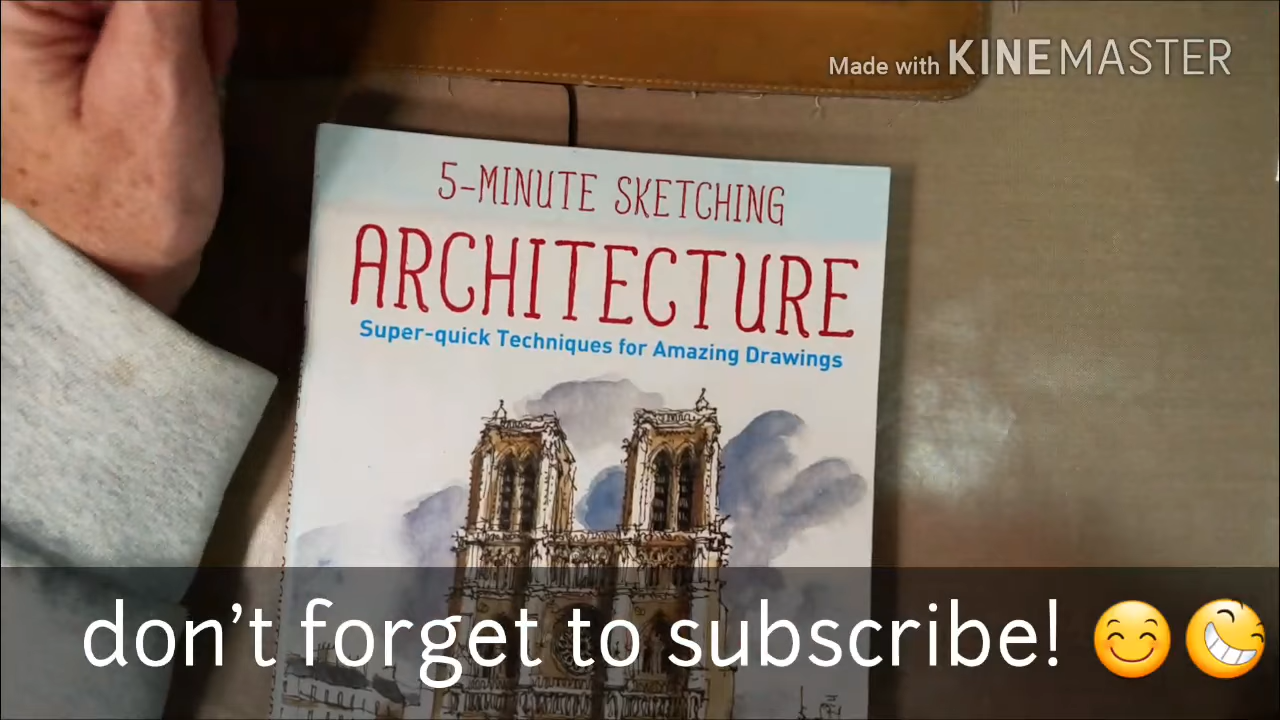 Made with KINEMASTER
5-MINUTE SKETCHING
ARCHITECTURE
Super-quick Techniques for Amazing Drawings
don't forget to subscribe! 😊 😆